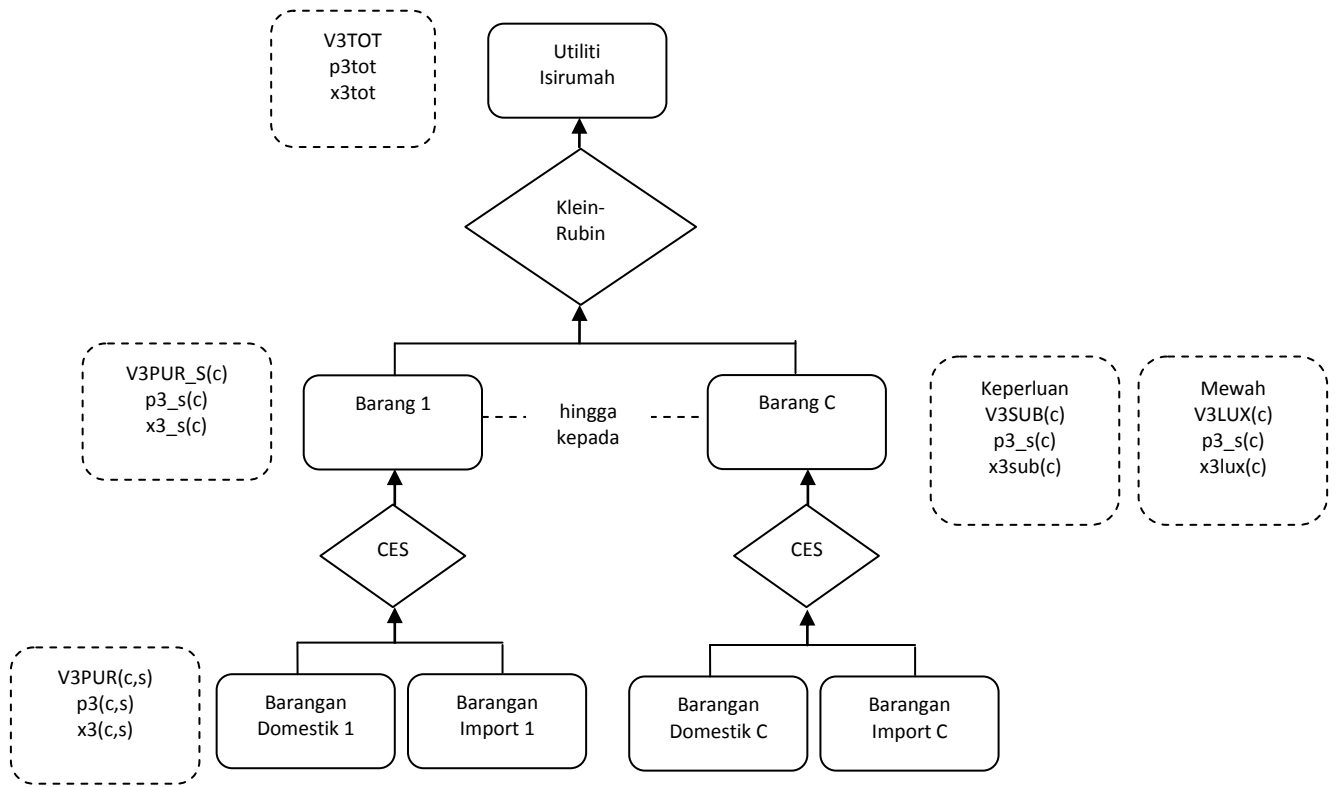 V3TOT
p3tot
x3tot
Utiliti
Isirumah
Klein-
Rubin
V3PUR_S(c)
p3_s(c)
x3_s(c)
Barang 1
hingga
kepada
Barang C
Keperluan
V3SUB(c)
p3_s(c)
x3sub(c)
Mewah
V3LUX(c)
p3_s(c)
x3lux(c)
CES
CES
V3PUR(c,s)
p3(c,s)
x3(c,s)
Barangan
Domestik 1
Barangan
Import 1
Barangan
Domestik C
Barangan
Import C